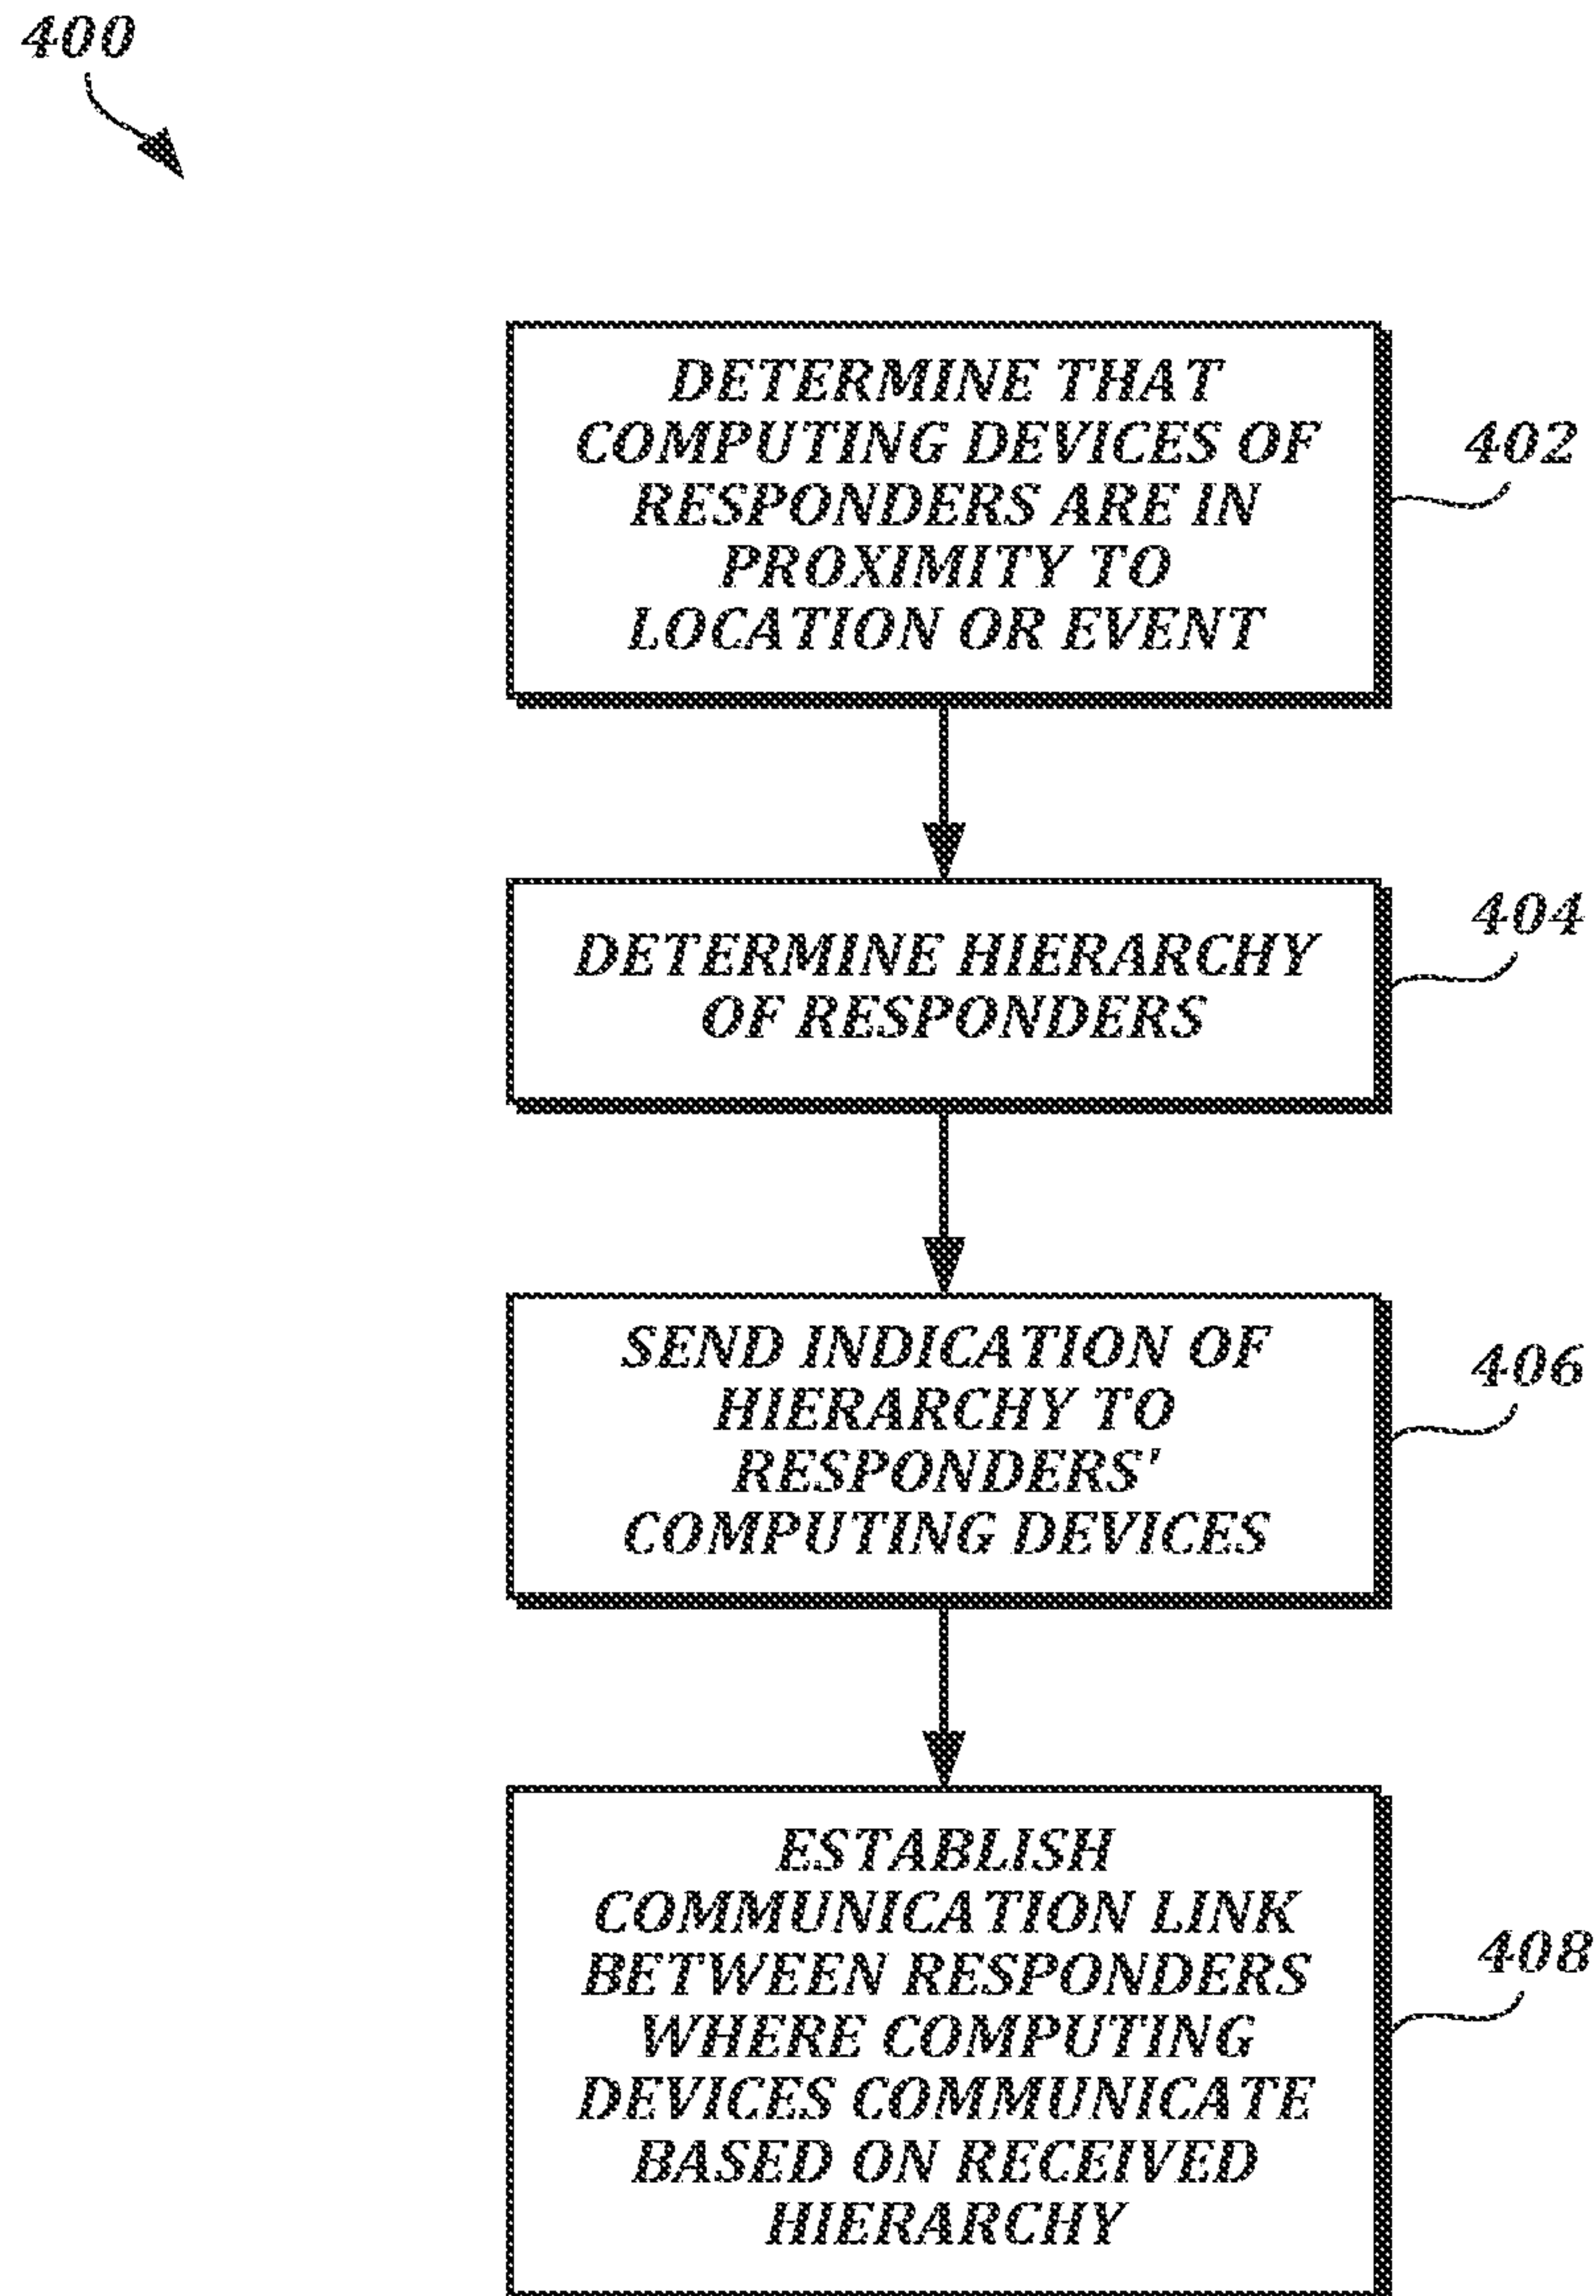 400
DETERMINE THAT
COMPUTING DEVICES OF
RESPONDERS ARE IN
PROXIMITY TO
LOCATION OR EVENT
402
DETERMINE HIERARCHY
OF RESPONDERS
404
SEND INDICATION OF
HIERARCHY TO
RESPONDERS'
COMPUTING DEVICES
406
ESTABLISH
COMMUNICATION LINK
BETWEEN RESPONDERS
WHERE COMPUTING
DEVICES COMMUNICATE
BASED ON RECEIVED
HIERARCHY
408